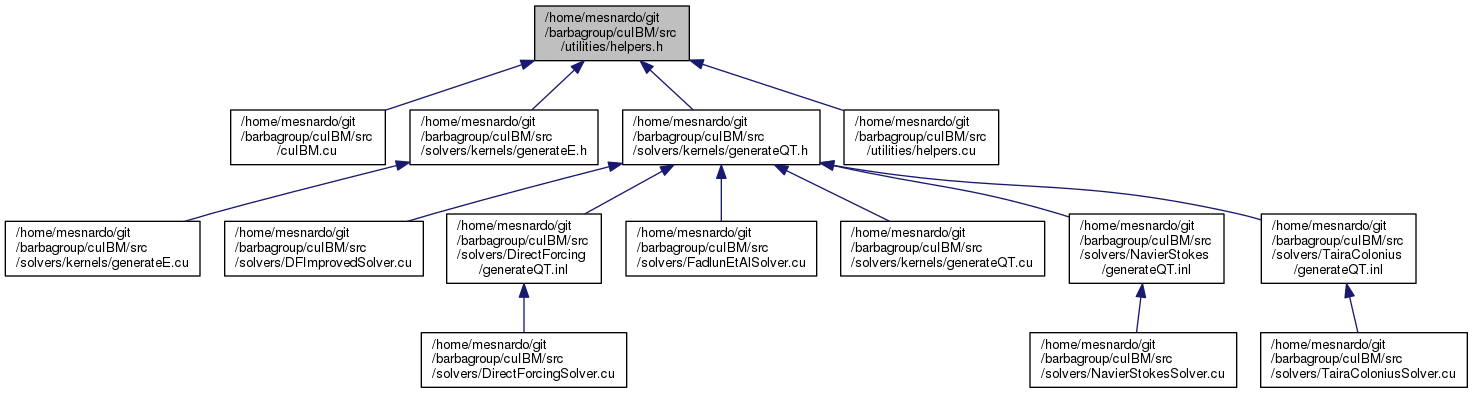 /home/mesnardo/git
/barbagroup/cuIBM/src
/utilities/helpers.h
/home/mesnardo/git
/barbagroup/cuIBM/src
/cuIBM.cu
/home/mesnardo/git
/barbagroup/cuIBM/src
/solvers/kernels/generateE.h
/home/mesnardo/git
/barbagroup/cuIBM/src
/solvers/kernels/generateQT.h
/home/mesnardo/git
/barbagroup/cuIBM/src
/utilities/helpers.cu
/home/mesnardo/git
/barbagroup/cuIBM/src
/solvers/kernels/generateE.cu
/home/mesnardo/git
/barbagroup/cuIBM/src
/solvers/DFImprovedSolver.cu
/home/mesnardo/git
/barbagroup/cuIBM/src
/solvers/DirectForcing
/generateQT.inl
/home/mesnardo/git
/barbagroup/cuIBM/src
/solvers/FadlunEtAlSolver.cu
/home/mesnardo/git
/barbagroup/cuIBM/src
/solvers/kernels/generateQT.cu
/home/mesnardo/git
/barbagroup/cuIBM/src
/solvers/NavierStokes
/generateQT.inl
/home/mesnardo/git
/barbagroup/cuIBM/src
/solvers/TairaColonius
/generateQT.inl
/home/mesnardo/git
/barbagroup/cuIBM/src
/solvers/DirectForcingSolver.cu
/home/mesnardo/git
/barbagroup/cuIBM/src
/solvers/NavierStokesSolver.cu
/home/mesnardo/git
/barbagroup/cuIBM/src
/solvers/TairaColoniusSolver.cu